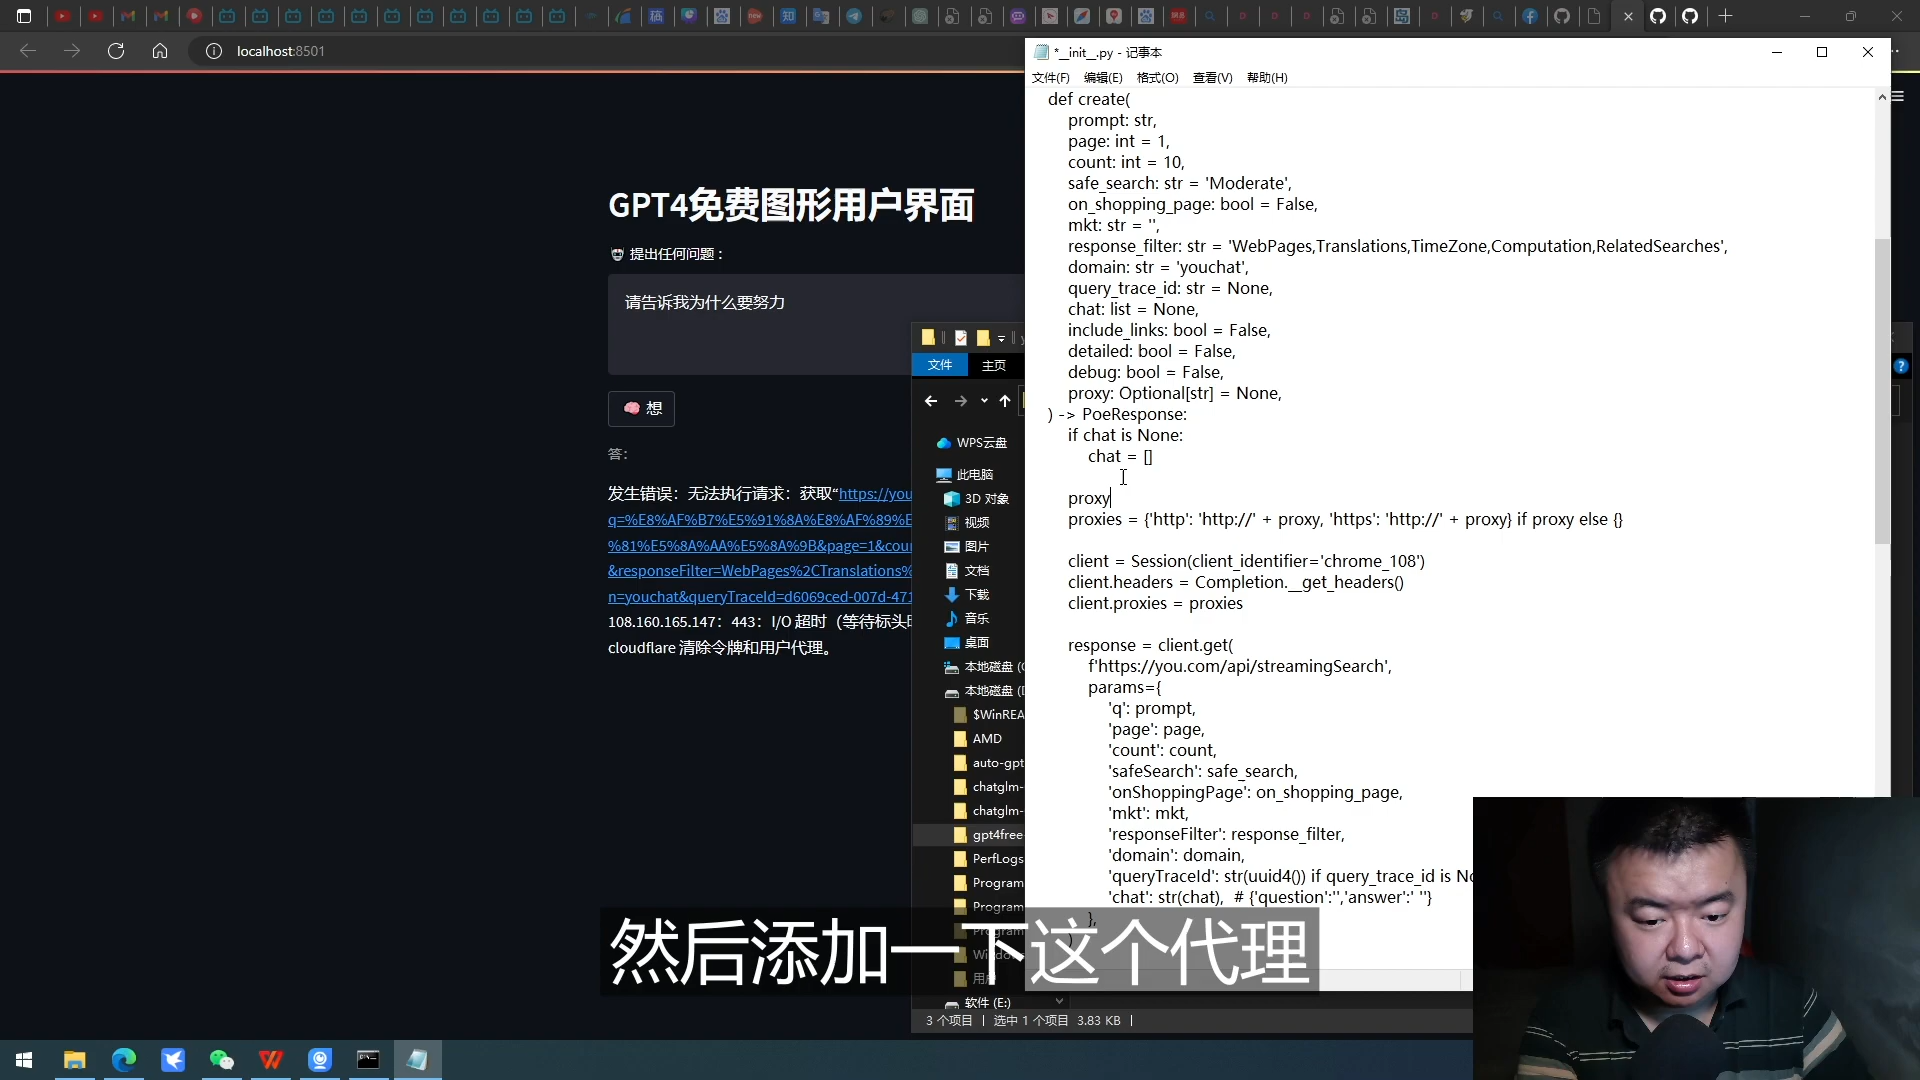 localhost:8501
*__init__.py - 记事本
文件(F) 编辑(E) 格式(O) 查看(V) 帮助(H)
GPT4免费图形用户界面
提出任何问题：
请告诉我为什么要努力
想
答：
发生错误：无法执行请求：获取“https://you
q=%E8%AF%B7%E5%91%8A%E8%AF%89%E
%81%E5%8A%AA%E5%8A%9B&page=1&cour
&responseFilter=WebPages%2CTranslations%
n=youchat&queryTraceId=d6069ced-007d-471
108.160.165.147：443：I/O 超时（等待标头时
cloudflare 清除令牌和用户代理。
文件 主页
WPS云盘
此电脑
3D 对象
视频
图片
文档
下载
音乐
桌面
本地磁盘 (C
本地磁盘 (D
$WinREA
AMD
auto-gpt
chatglm-
chatglm-
gpt4free
PerfLogs
Program
Program
Program
Window
用户
软件 (E:)
3 个项目 选中 1 个项目 3.83 KB
def create(
prompt: str,
page: int = 1,
count: int = 10,
safe_search: str = 'Moderate',
on_shopping_page: bool = False,
mkt: str = '',
response_filter: str = 'WebPages,Translations,TimeZone,Computation,RelatedSearches',
domain: str = 'youchat',
query_trace_id: str = None,
chat: list = None,
include_links: bool = False,
detailed: bool = False,
debug: bool = False,
proxy: Optional[str] = None,
) -> PoeResponse:
if chat is None:
chat = []
proxy
proxies = {'http': 'http://' + proxy, 'https': 'http://' + proxy} if proxy else {}
client = Session(client_identifier='chrome_108')
client.headers = Completion.__get_headers()
client.proxies = proxies
response = client.get(
f'https://you.com/api/streamingSearch',
params={
'q': prompt,
'page': page,
'count': count,
'safeSearch': safe_search,
'onShoppingPage': on_shopping_page,
'mkt': mkt,
'responseFilter': response_filter,
'domain': domain,
'queryTraceId': str(uuid4()) if query_trace_id is No
'chat': str(chat),  # {'question':'','answer':' ''}
},
)
然后添加一下这个代理